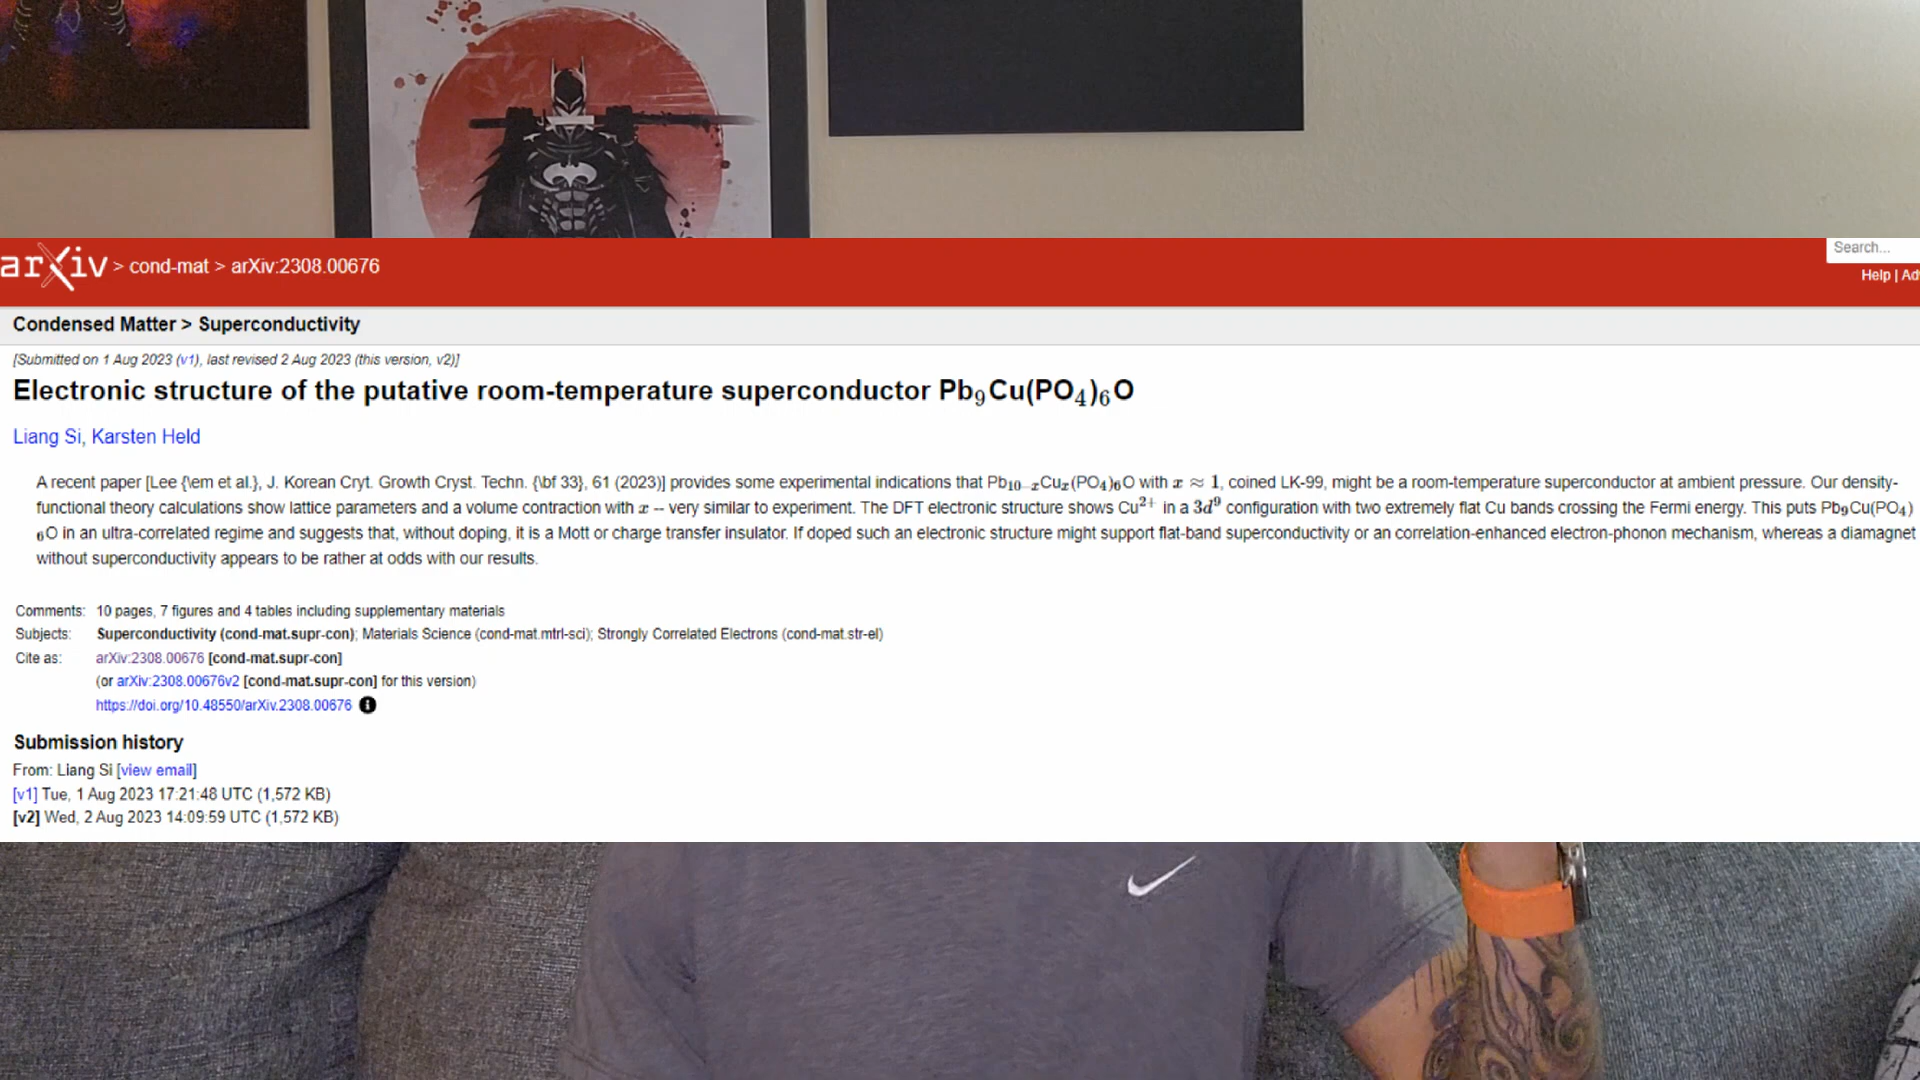 arXiv > cond-mat > arXiv:2308.00676
Search...
Help | Ad
Condensed Matter > Superconductivity
[Submitted on 1 Aug 2023 (v1), last revised 2 Aug 2023 (this version, v2)]
Electronic structure of the putative room-temperature superconductor Pb₉Cu(PO₄)₆O
Liang Si, Karsten Held
A recent paper [Lee {\em et al.}, J. Korean Cryt. Growth Cryst. Techn. {\bf 33}, 61 (2023)] provides some experimental indications that Pb₁₀₋ₓCuₓ(PO₄)₆O with x ≈ 1, coined LK-99, might be a room-temperature superconductor at ambient pressure. Our density-
functional theory calculations show lattice parameters and a volume contraction with x -- very similar to experiment. The DFT electronic structure shows Cu²⁺ in a 3d⁹ configuration with two extremely flat Cu bands crossing the Fermi energy. This puts Pb₉Cu(PO₄)
₆O in an ultra-correlated regime and suggests that, without doping, it is a Mott or charge transfer insulator. If doped such an electronic structure might support flat-band superconductivity or an correlation-enhanced electron-phonon mechanism, whereas a diamagnet
without superconductivity appears to be rather at odds with our results.
Comments: 10 pages, 7 figures and 4 tables including supplementary materials
Subjects: Superconductivity (cond-mat.supr-con); Materials Science (cond-mat.mtrl-sci); Strongly Correlated Electrons (cond-mat.str-el)
Cite as: arXiv:2308.00676 [cond-mat.supr-con]
(or arXiv:2308.00676v2 [cond-mat.supr-con] for this version)
https://doi.org/10.48550/arXiv.2308.00676
Submission history
From: Liang Si [view email]
[v1] Tue, 1 Aug 2023 17:21:48 UTC (1,572 KB)
[v2] Wed, 2 Aug 2023 14:09:59 UTC (1,572 KB)